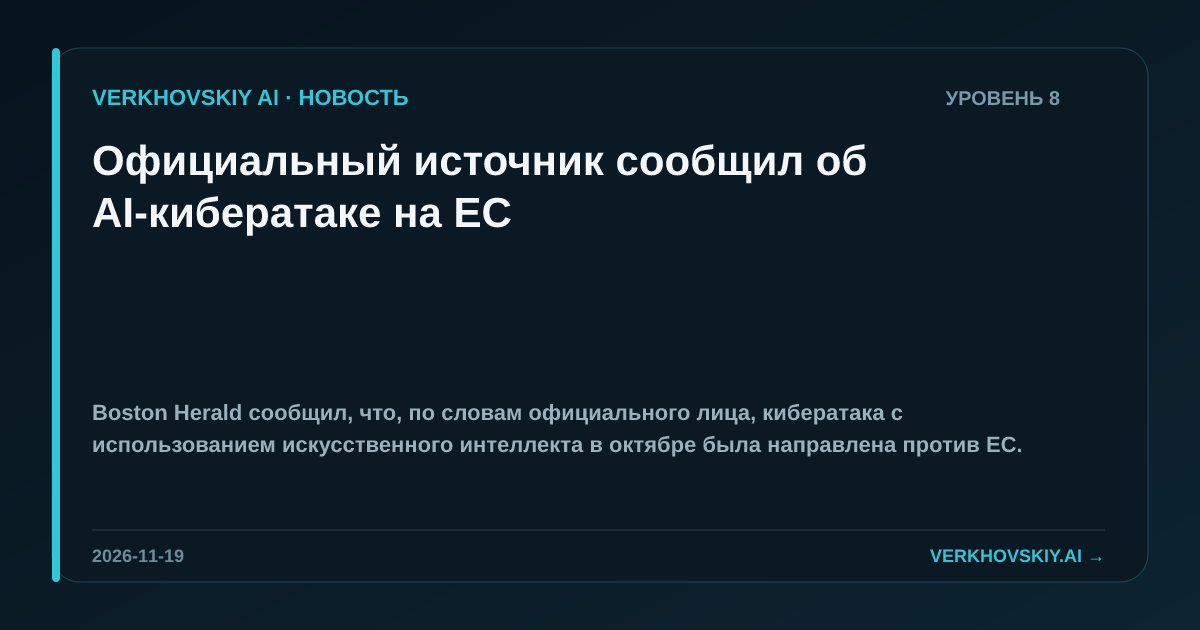 VERKHOVSKIY AI · НОВОСТЬ
УРОВЕНЬ 8
Официальный источник сообщил об
AI-кибератаке на ЕС
Boston Herald сообщил, что, по словам официального лица, кибератака с
использованием искусственного интеллекта в октябре была направлена против ЕС.
2026-11-19
VERKHOVSKIY.AI →